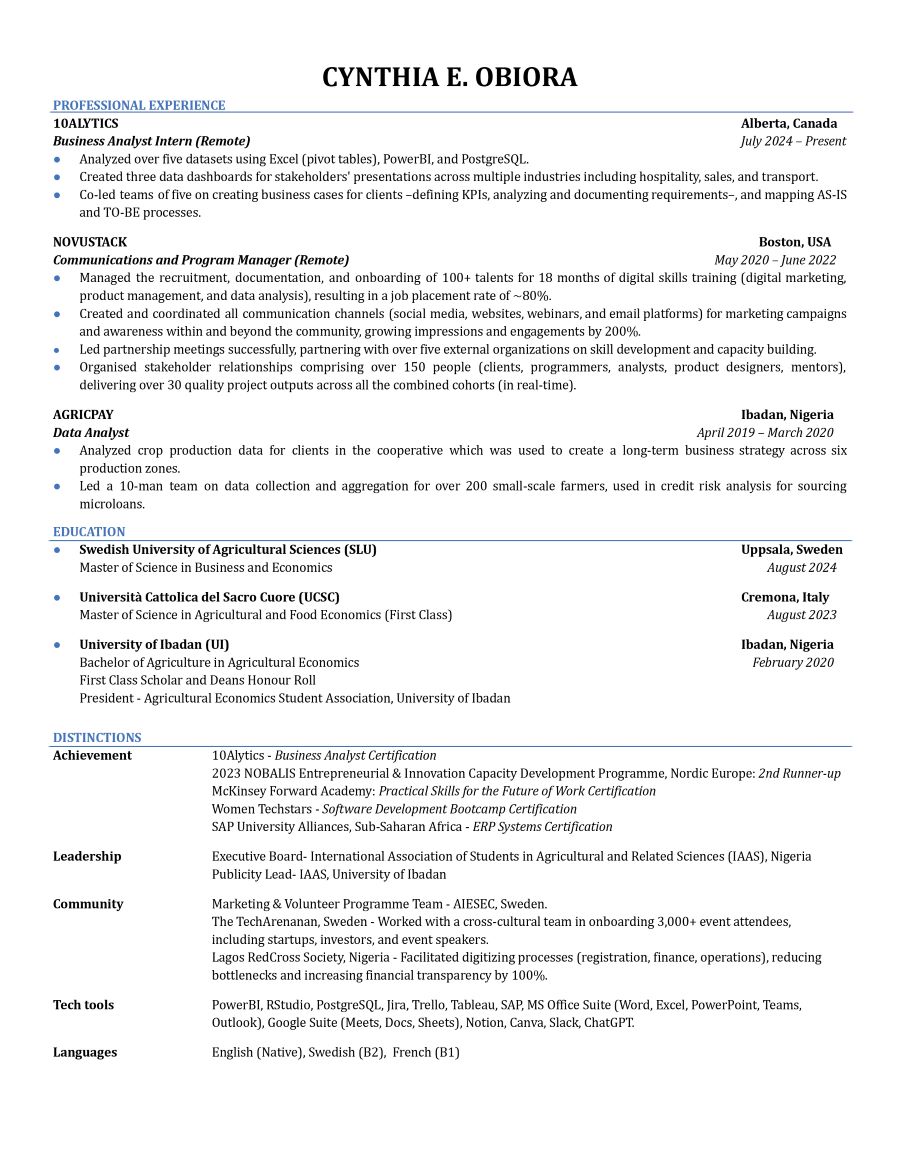 CYNTHIA E. OBIORA
PROFESSIONAL EXPERIENCE
10ALYTICS Alberta, Canada
Business Analyst Intern (Remote) July 2024 – Present
● Analyzed over five datasets using Excel (pivot tables), PowerBI, and PostgreSQL.
● Created three data dashboards for stakeholders' presentations across multiple industries including hospitality, sales, and transport.
● Co-led teams of five on creating business cases for clients –defining KPIs, analyzing and documenting requirements–, and mapping AS-IS
and TO-BE processes.
NOVUSTACK Boston, USA
Communications and Program Manager (Remote) May 2020 – June 2022
● Managed the recruitment, documentation, and onboarding of 100+ talents for 18 months of digital skills training (digital marketing,
product management, and data analysis), resulting in a job placement rate of ~80%.
● Created and coordinated all communication channels (social media, websites, webinars, and email platforms) for marketing campaigns
and awareness within and beyond the community, growing impressions and engagements by 200%.
● Led partnership meetings successfully, partnering with over five external organizations on skill development and capacity building.
● Organised stakeholder relationships comprising over 150 people (clients, programmers, analysts, product designers, mentors),
delivering over 30 quality project outputs across all the combined cohorts (in real-time).
AGRICPAY Ibadan, Nigeria
Data Analyst April 2019 – March 2020
● Analyzed crop production data for clients in the cooperative which was used to create a long-term business strategy across six
production zones.
● Led a 10-man team on data collection and aggregation for over 200 small-scale farmers, used in credit risk analysis for sourcing
microloans.
EDUCATION
● Swedish University of Agricultural Sciences (SLU) Uppsala, Sweden
Master of Science in Business and Economics August 2024
● Università Cattolica del Sacro Cuore (UCSC) Cremona, Italy
Master of Science in Agricultural and Food Economics (First Class) August 2023
● University of Ibadan (UI) Ibadan, Nigeria
Bachelor of Agriculture in Agricultural Economics February 2020
First Class Scholar and Deans Honour Roll
President - Agricultural Economics Student Association, University of Ibadan
DISTINCTIONS
Achievement 10Alytics - Business Analyst Certification
2023 NOBALIS Entrepreneurial & Innovation Capacity Development Programme, Nordic Europe: 2nd Runner-up
McKinsey Forward Academy: Practical Skills for the Future of Work Certification
Women Techstars - Software Development Bootcamp Certification
SAP University Alliances, Sub-Saharan Africa - ERP Systems Certification
Leadership Executive Board- International Association of Students in Agricultural and Related Sciences (IAAS), Nigeria
Publicity Lead- IAAS, University of Ibadan
Community Marketing & Volunteer Programme Team - AIESEC, Sweden.
The TechArenanan, Sweden - Worked with a cross-cultural team in onboarding 3,000+ event attendees,
including startups, investors, and event speakers.
Lagos RedCross Society, Nigeria - Facilitated digitizing processes (registration, finance, operations), reducing
bottlenecks and increasing financial transparency by 100%.
Tech tools PowerBI, RStudio, PostgreSQL, Jira, Trello, Tableau, SAP, MS Office Suite (Word, Excel, PowerPoint, Teams,
Outlook), Google Suite (Meets, Docs, Sheets), Notion, Canva, Slack, ChatGPT.
Languages English (Native), Swedish (B2), French (B1)